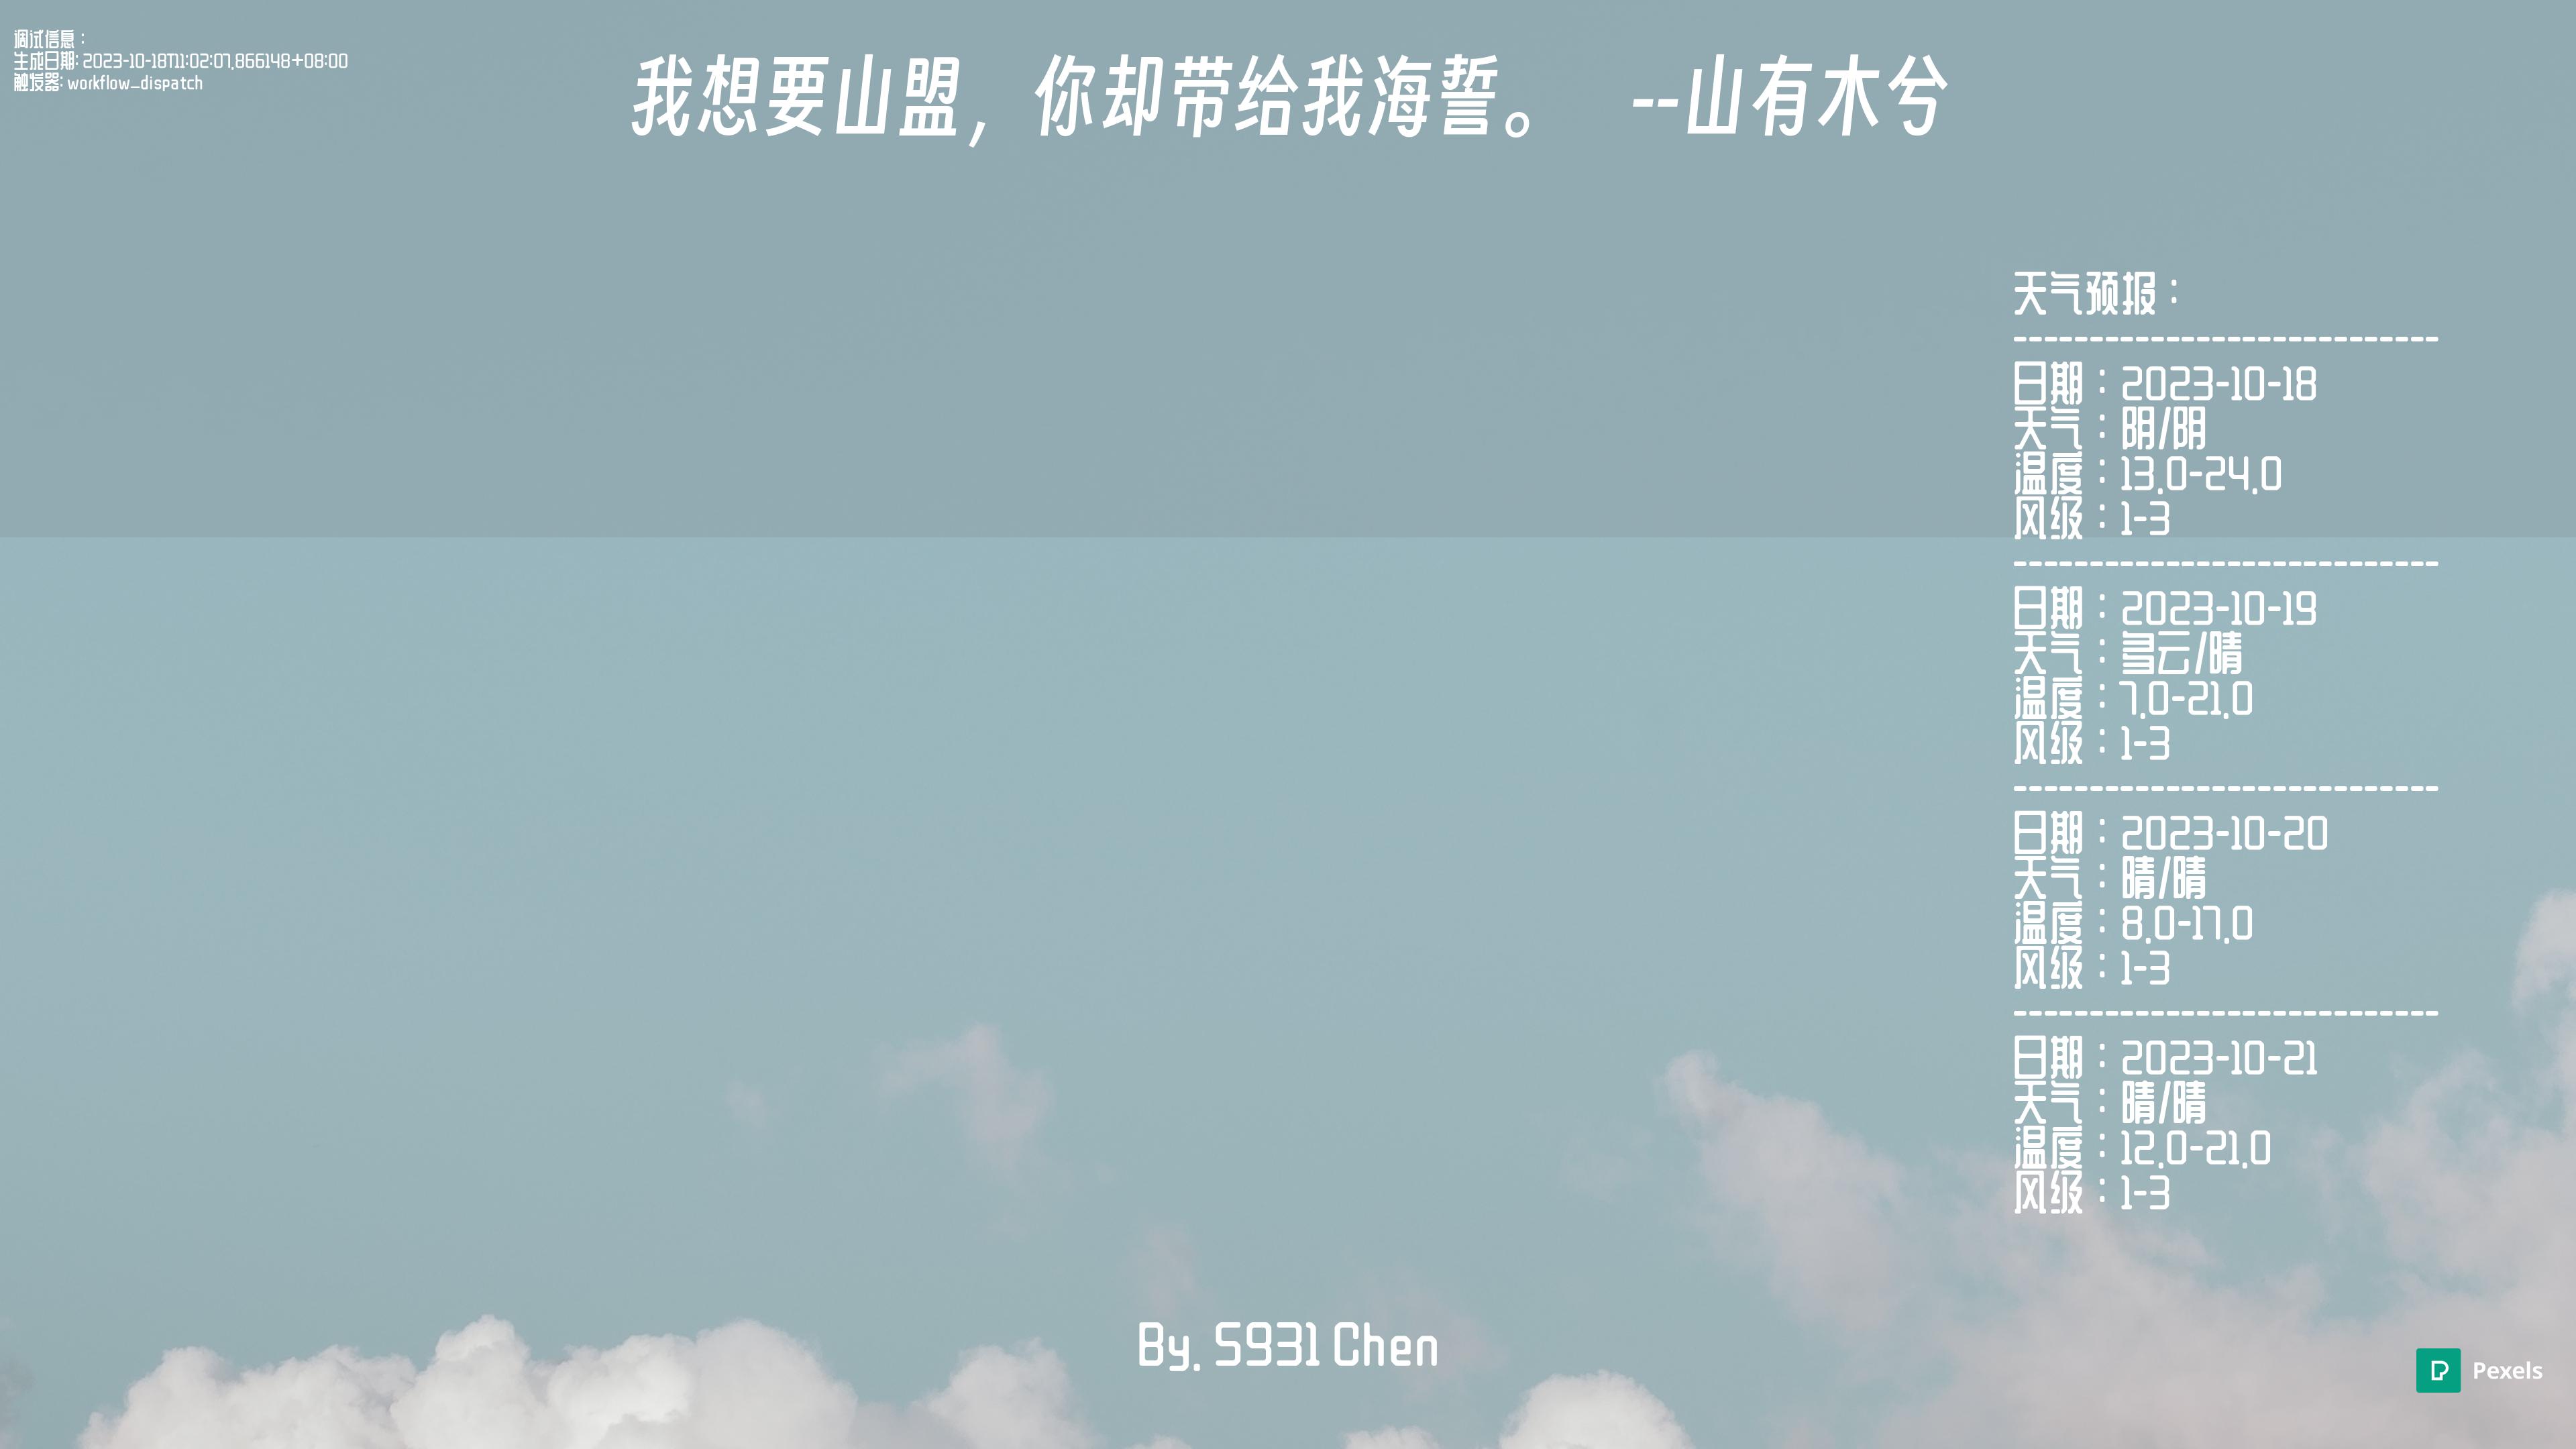 调试信息：
生成日期: 2023-10-18T11:02:07.866148+08:00
触发器: workflow_dispatch
我想要山盟，你却带给我海誓。 --山有木兮
天气预报：
----------------------------
日期：2023-10-18
天气：阴/阴
温度：13.0-24.0
风级：1-3
----------------------------
日期：2023-10-19
天气：多云/晴
温度：7.0-21.0
风级：1-3
----------------------------
日期：2023-10-20
天气：晴/晴
温度：8.0-17.0
风级：1-3
----------------------------
日期：2023-10-21
天气：晴/晴
温度：12.0-21.0
风级：1-3
By. S931 Chen
Pexels